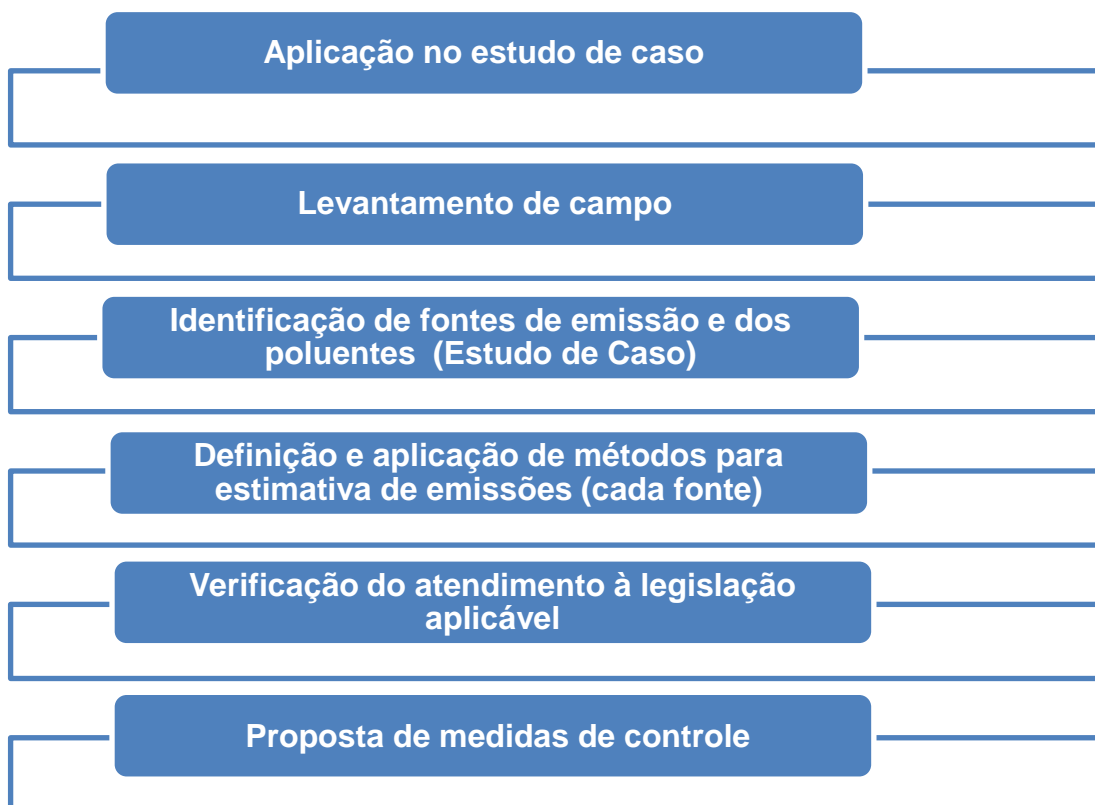 Aplicação no estudo de caso
Levantamento de campo
Identificação de fontes de emissão e dos
poluentes (Estudo de Caso)
Definição e aplicação de métodos para
estimativa de emissões (cada fonte)
Verificação do atendimento à legislação
aplicável
Proposta de medidas de controle